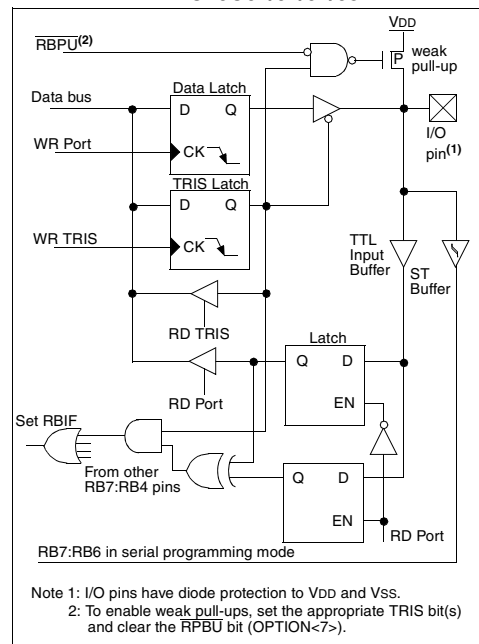 VDD
RBPU(2)
P
weak
pull-up
Data Latch
Data bus
D
Q
WR Port
CK
I/O
pin(1)
TRIS Latch
D
Q
WR TRIS
CK
TTL
Input
Buffer
ST
Buffer
RD TRIS
Latch
Q
D
RD Port
EN
Set RBIF
From other
RB7:RB4 pins
Q
D
EN
RD Port
RB7:RB6 in serial programming mode
Note 1: I/O pins have diode protection to VDD and VSS.
2: To enable weak pull-ups, set the appropriate TRIS bit(s)
and clear the RPBU bit (OPTION<7>).